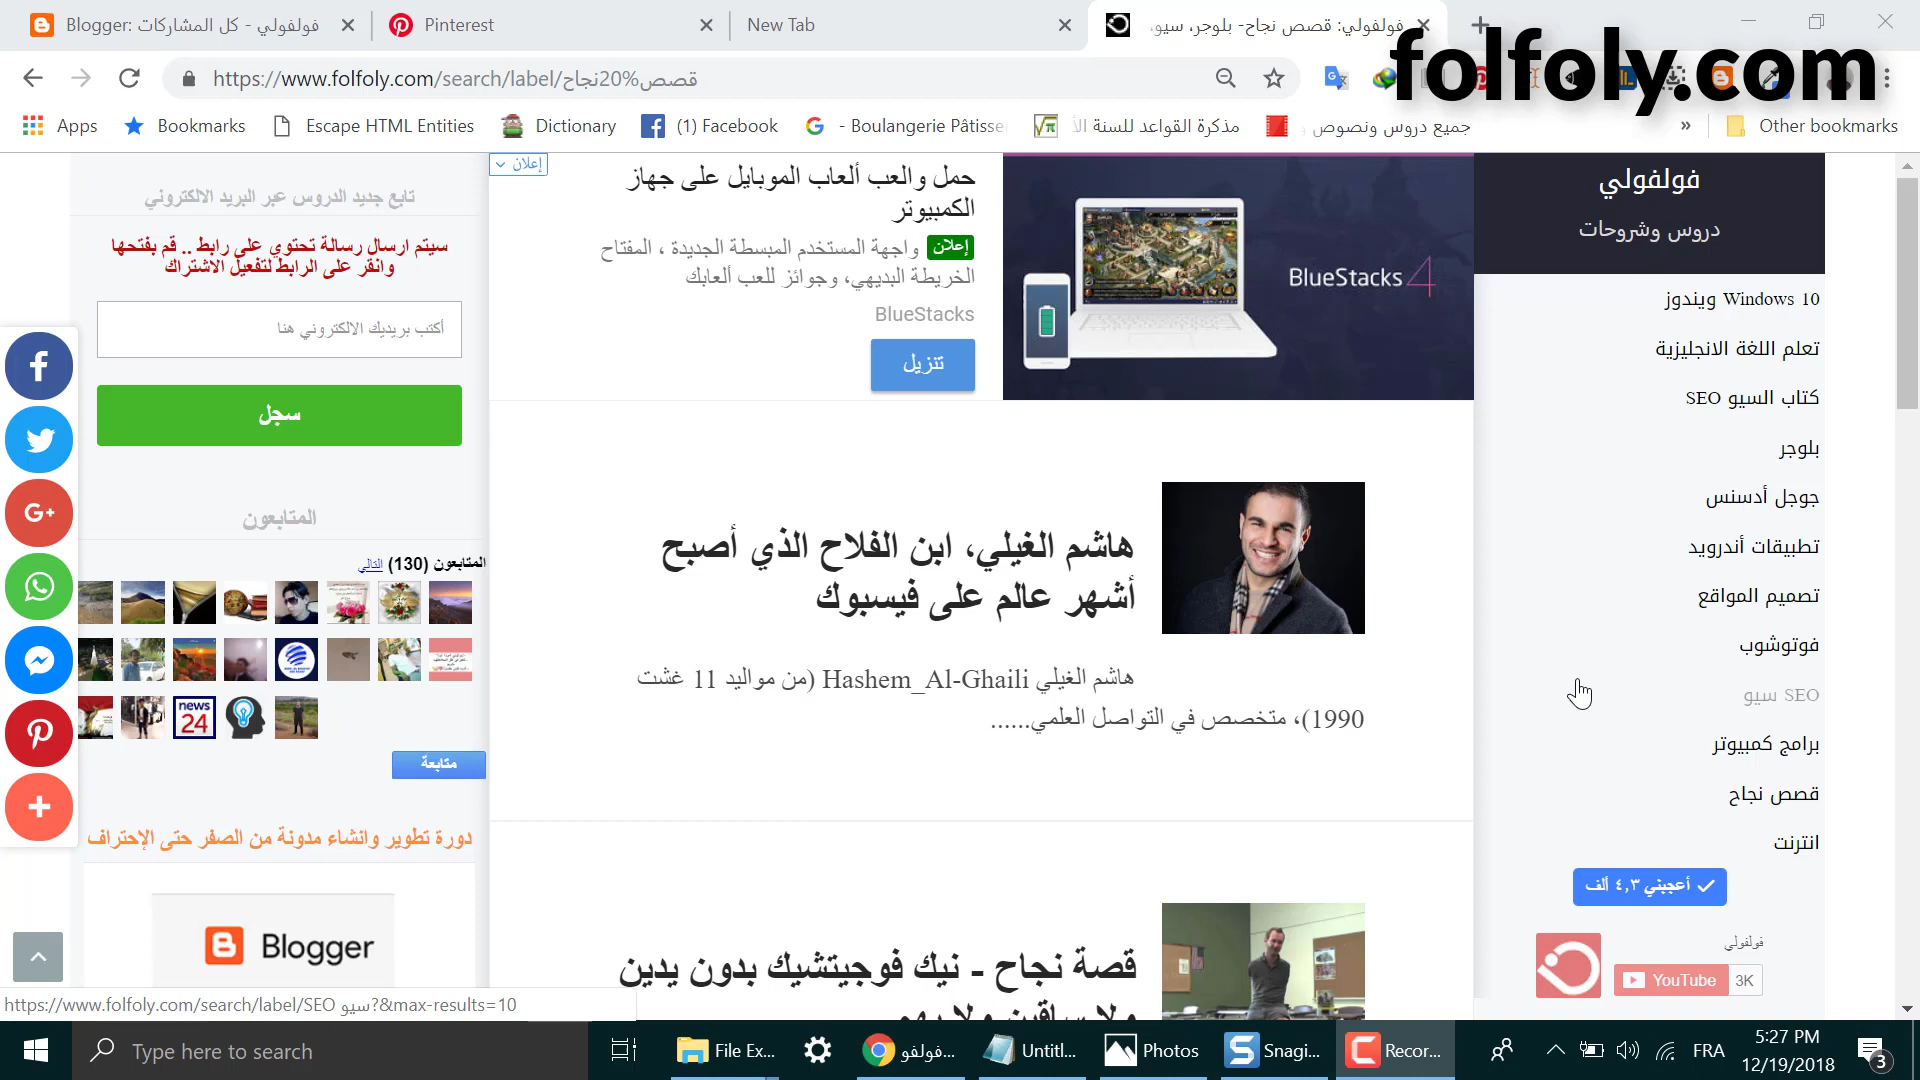 Blogger: فولفولي - كل المشاركات
Pinterest
New Tab
فولفولي: قصص نجاح- بلوجر، سيو،
folfoly.com
https://www.folfoly.com/search/label/قصص%20نجاح
Apps
Bookmarks
Escape HTML Entities
Dictionary
(1) Facebook
- Boulangerie Pâtisse
مذكرة القواعد للسنة الأ
جميع دروس ونصوص
»
Other bookmarks
فولفولي
دروس وشروحات
Windows 10 ويندوز
تعلم اللغة الانجليزية
كتاب السيو SEO
بلوجر
جوجل أدسنس
تطبيقات أندرويد
تصميم المواقع
فوتوشوب
SEO سيو
برامج كمبيوتر
قصص نجاح
انترنت
أعجبني ٤,٣ ألف
فولفولي
YouTube 3K
إعلان
حمل والعب ألعاب الموبايل على جهاز
الكمبيوتر
إعلان واجهة المستخدم المبسطة الجديدة ، المفتاح
الخريطة البديهي، وجوائز للعب ألعابك
BlueStacks
تنزيل
BlueStacks 4
هاشم الغيلي، ابن الفلاح الذي أصبح
أشهر عالم على فيسبوك
هاشم الغيلي Hashem_Al-Ghaili (من مواليد 11 غشت
1990)، متخصص في التواصل العلمي......
قصة نجاح - نيك فوجيتشيك بدون يدين
تابع جديد الدروس عبر البريد الالكتروني
سيتم ارسال رسالة تحتوي على رابط .. قم بفتحها
وانقر على الرابط لتفعيل الاشتراك
أكتب بريديك الالكتروني هنا
سجل
المتابعون
المتابعون (130) التالي
news
24
متابعة
دورة تطوير وانشاء مدونة من الصفر حتى الإحتراف
Blogger
https://www.folfoly.com/search/label/SEO سيو?&max-results=10
Type here to search
File Ex...
فولفو...
Untitl...
Photos
Snagi...
Recor...
FRA
5:27 PM
12/19/2018
3